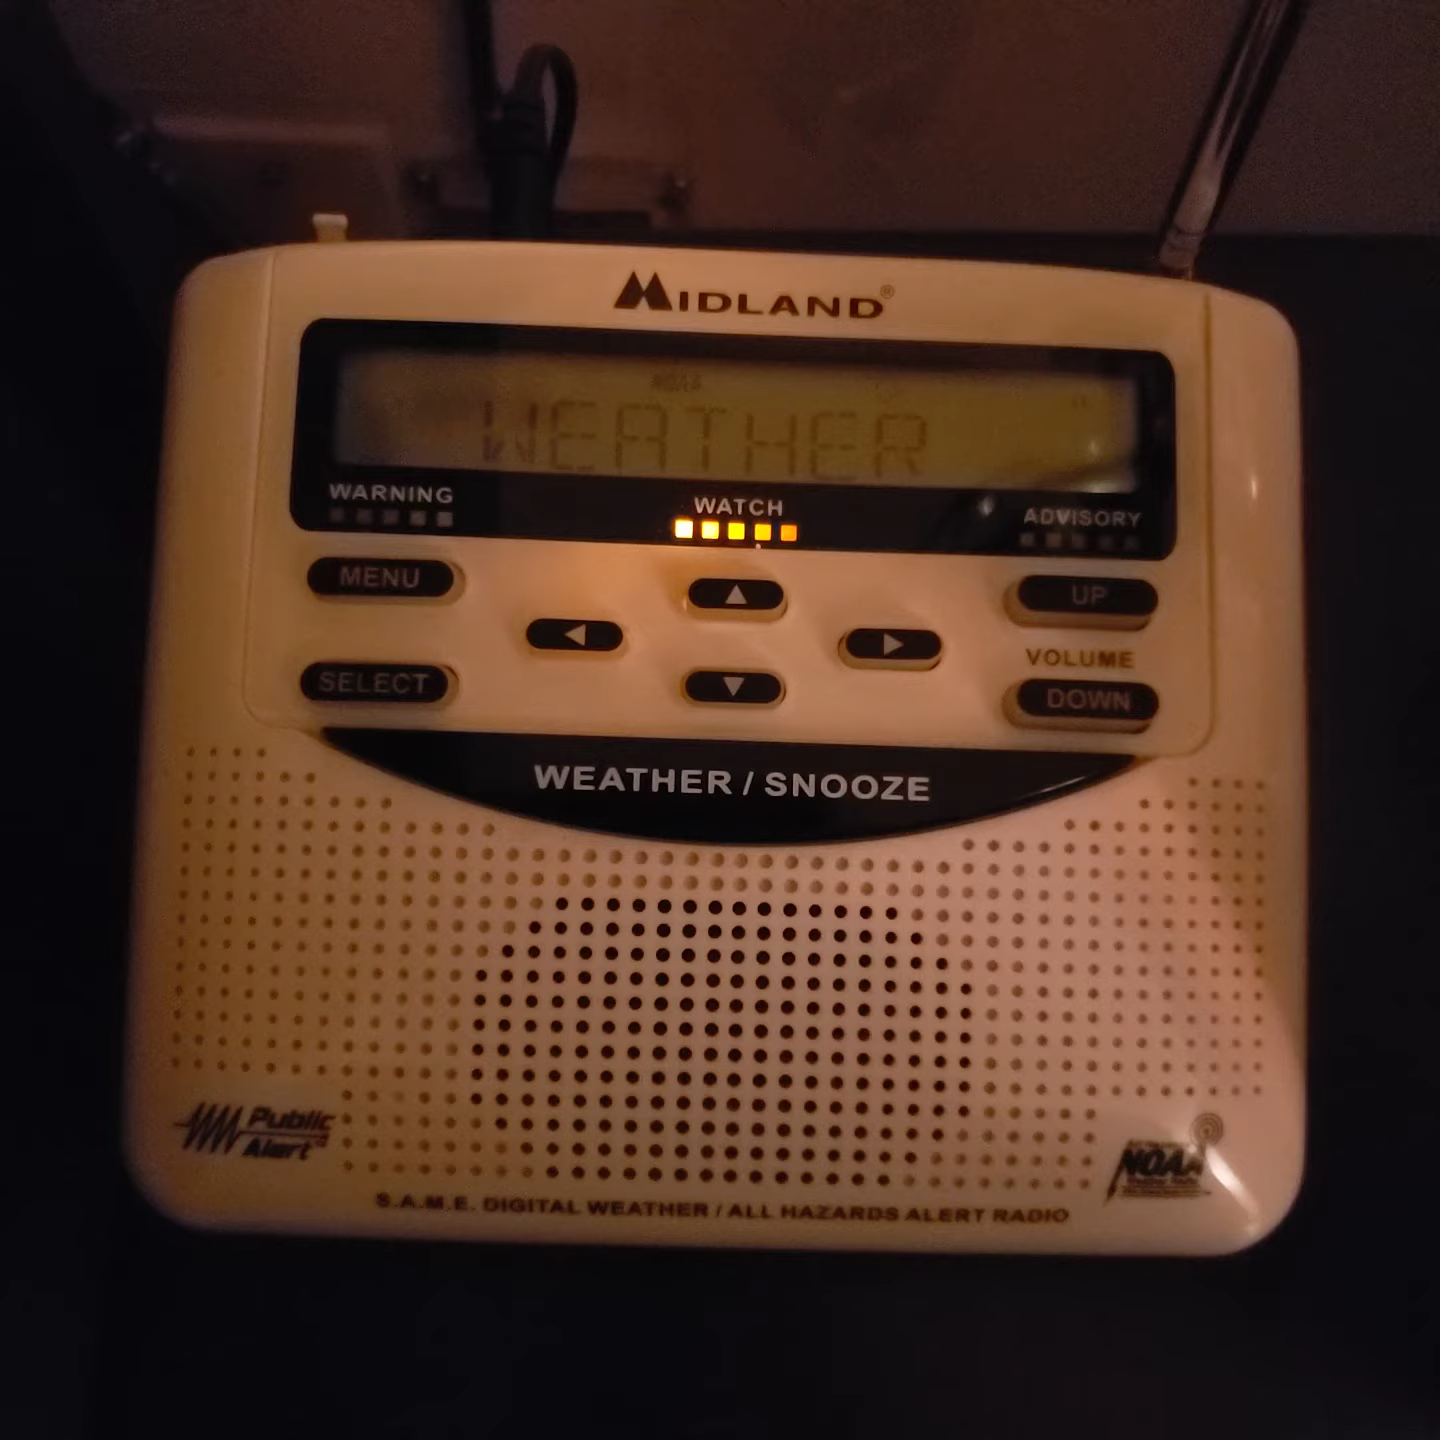 MIDLAND®
NOAA
WEATHER
WARNING
WATCH
ADVISORY
MENU
UP
VOLUME
SELECT
DOWN
WEATHER / SNOOZE
Public
Alert
NOAA
S.A.M.E. DIGITAL WEATHER / ALL HAZARDS ALERT RADIO